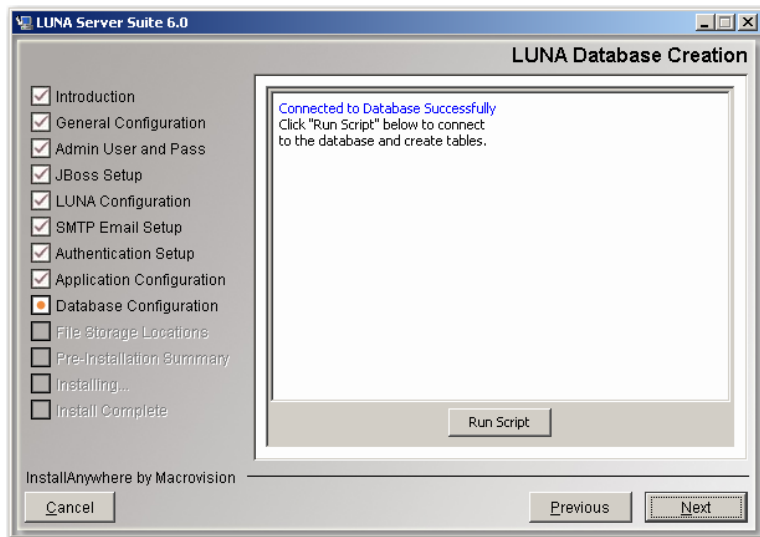 LUNA Server Suite 6.0
LUNA Database Creation
Introduction
General Configuration
Admin User and Pass
JBoss Setup
LUNA Configuration
SMTP Email Setup
Authentication Setup
Application Configuration
Database Configuration
File Storage Locations
Pre-Installation Summary
Installing...
Install Complete
Connected to Database Successfully
Click "Run Script" below to connect
to the database and create tables.
Run Script
InstallAnywhere by Macrovision
Cancel
Previous
Next